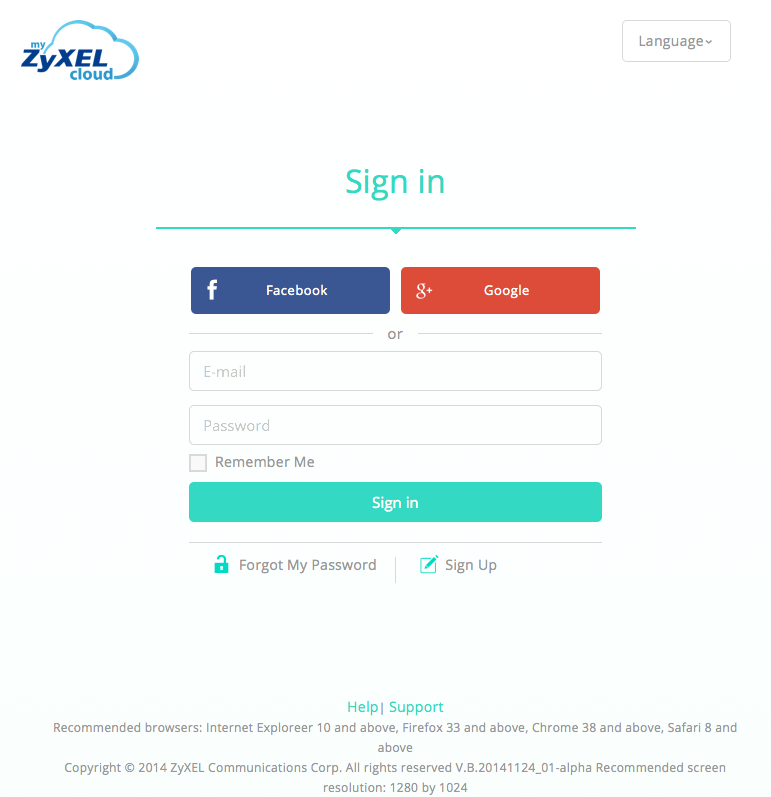 my
ZyXEL
cloud
Language
Sign in
Facebook
g+ Google
or
E-mail
Password
Remember Me
Sign in
Forgot My Password
Sign Up
Help| Support
Recommended browsers: Internet Exploreer 10 and above, Firefox 33 and above, Chrome 38 and above, Safari 8 and
above
Copyright © 2014 ZyXEL Communications Corp. All rights reserved V.B.20141124_01-alpha Recommended screen
resolution: 1280 by 1024